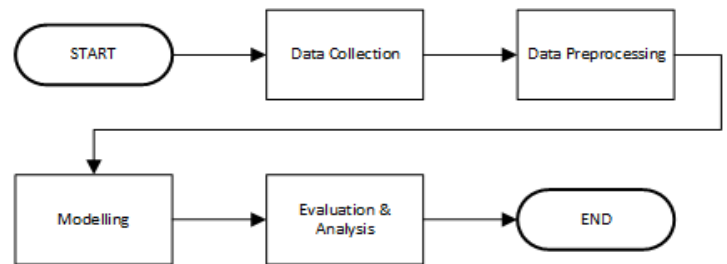 START
Data Collection
Data Preprocessing
Modelling
Evaluation &
Analysis
END